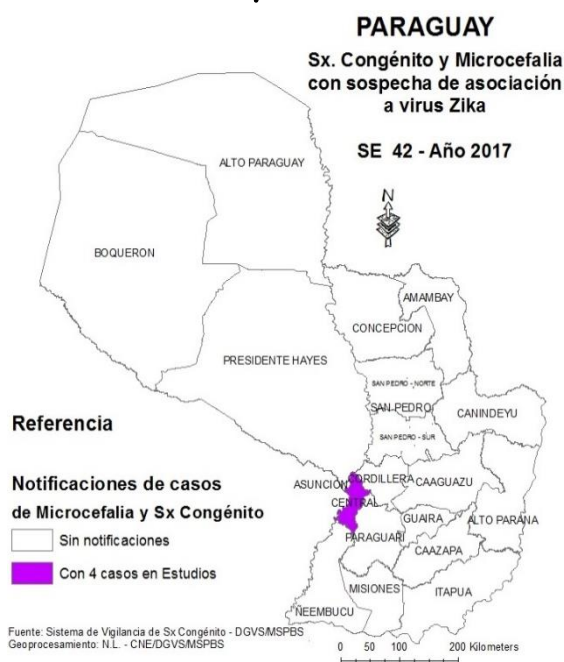 PARAGUAY
Sx. Congénito y Microcefalia
con sospecha de asociación
a virus Zika
SE 42 - Año 2017
N
ALTO PARAGUAY
BOQUERON
AMAMBAY
CONCEPCION
PRESIDENTE HAYES
SAN PEDRO - NORTE
SAN PEDRO
CANINDEYU
SAN PEDRO - SUR
Referencia
ASUNCIÓN
CORDILLERA
CAAGUAZU
CENTRAL
GUAIRA
ALTO PARANA
PARAGUARI
CAAZAPA
MISIONES
ITAPUA
ÑEEMBUCU
Notificaciones de casos
de Microcefalia y Sx Congénito
Sin notificaciones
Con 4 casos en Estudios
Fuente: Sistema de Vigilancia de Sx Congénito - DGVS/MSPBS
Geoprocesamiento: N.L. - CNE/DGVS/MSPBS
0 50 100 200 Kilometers